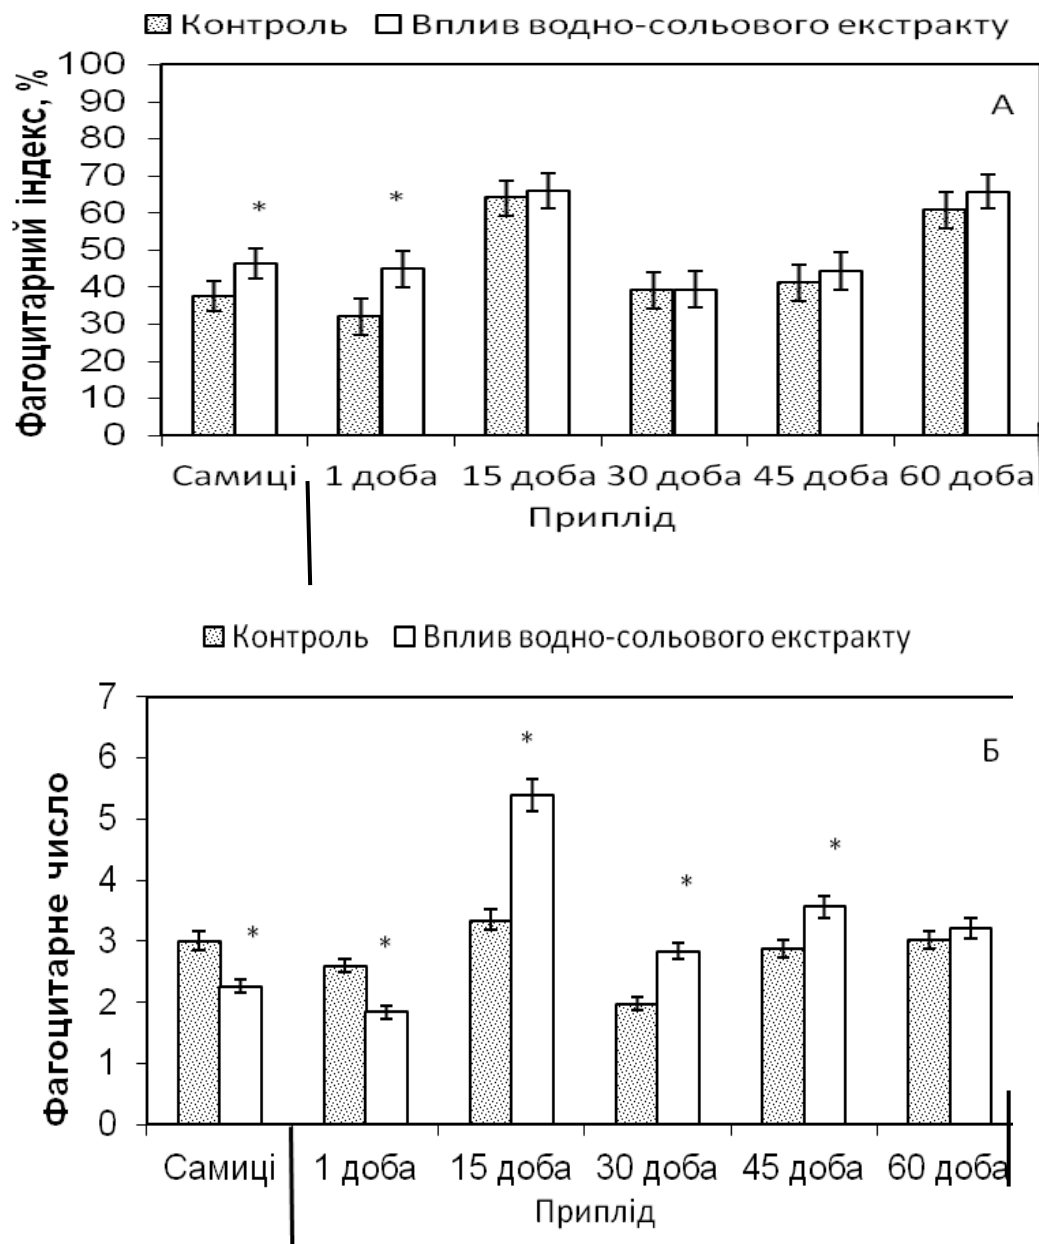 Контроль Вплив водно-сольового екстракту
Фагоцитарний індекс, %
100
90
80
70
60
50
40
30
20
10
0
А
*
*
Самиці 1 доба 15 доба 30 доба 45 доба 60 доба
Приплід
Контроль Вплив водно-сольового екстракту
Фагоцитарне число
7
6
5
4
3
2
1
0
Б
*
*
*
*
*
Самиці 1 доба 15 доба 30 доба 45 доба 60 доба
Приплід